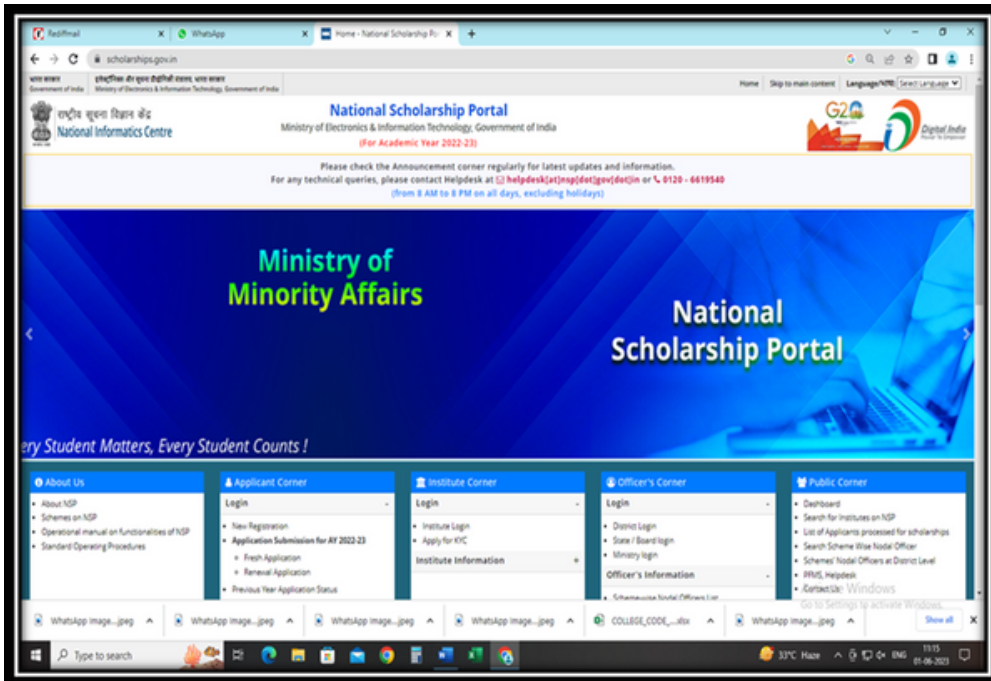 Rediffmail
WhatsApp
Home - National Scholarship Po
scholarships.gov.in
भारत सरकार
Government of India
Ministry of Electronics & Information Technology, Government of India
Home
Skip to main content
Language/भाषा: Select Language
राष्ट्रीय सूचना विज्ञान केंद्र
National Informatics Centre
National Scholarship Portal
Ministry of Electronics & Information Technology, Government of India
(For Academic Year 2022-23)
G20
Digital India
Power To Empower
Please check the Announcement corner regularly for latest updates and information.
For any technical queries, please contact Helpdesk at helpdesk[at]nsp[dot]gov[dot]in or 0120 - 6619540
(from 8 AM to 8 PM on all days, excluding holidays)
Ministry of
Minority Affairs
National
Scholarship Portal
ery Student Matters, Every Student Counts !
About Us
About NSP
Schemes on NSP
Operational manual on functionalities of NSP
Standard Operating Procedures
Applicant Corner
Login -
New Registration
Application Submission for AY 2022-23
Fresh Application
Renewal Application
Previous Year Application Status
Institute Corner
Login -
Institute Login
Apply for KYC
Institute Information +
Officer's Corner
Login -
District Login
State / Board login
Ministry login
Officer's Information -
Schemewise Nodal Officers List
Public Corner
Dashboard
Search for Institutes on NSP
List of Applicants processed for scholarships
Search Scheme Wise Nodal Officer
Schemes' Nodal Officers at District Level
PFMS, Helpdesk
Contact Us
Windows
Go to Settings to activate Windows.
WhatsApp Image....jpeg
WhatsApp Image....jpeg
WhatsApp Image....jpeg
WhatsApp Image....jpeg
COLLEGE_CODE_....xlsx
WhatsApp Image....jpeg
Show all
Type to search
33°C Haze
ENG
11:15
01-06-2023